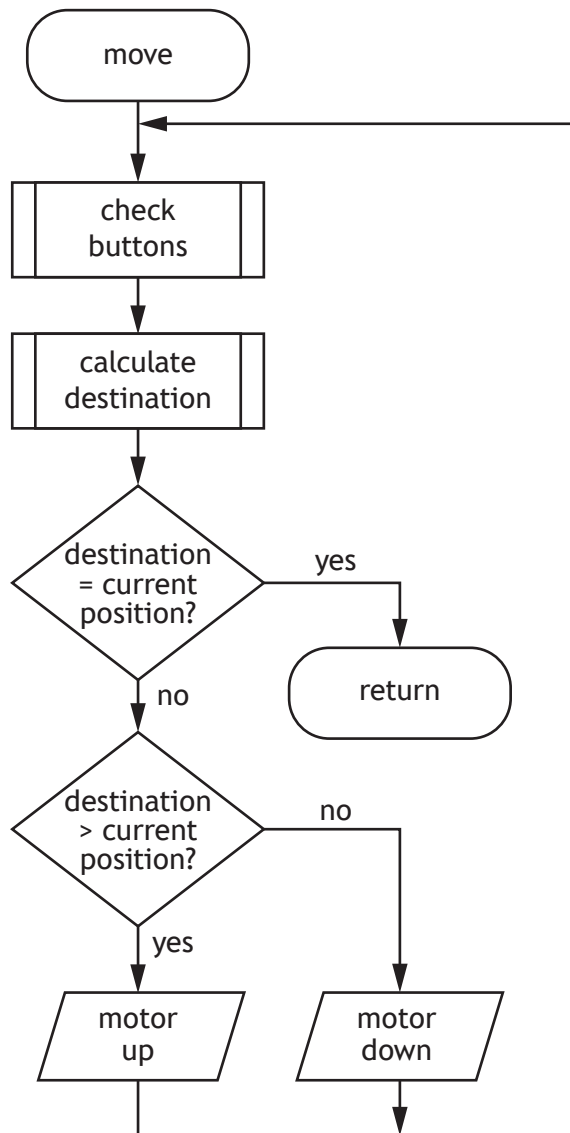 move
check
buttons
calculate
destination
destination
= current
position?
yes
return
no
destination
> current
position?
no
yes
motor
up
motor
down